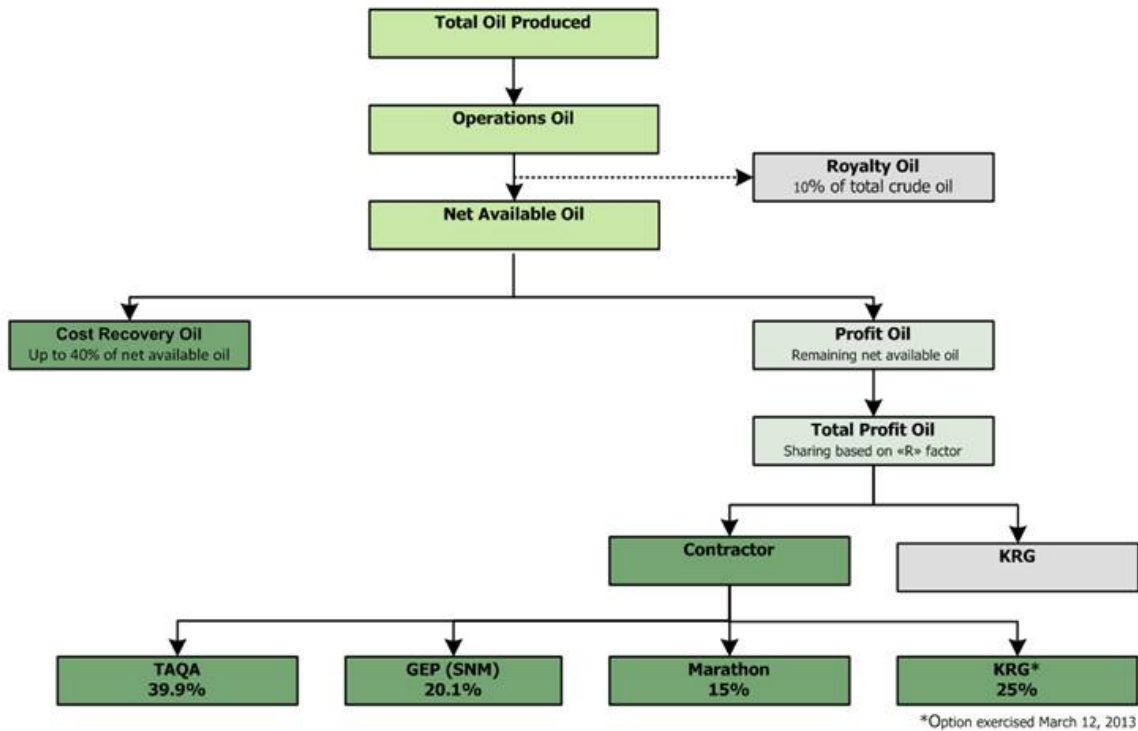 Total Oil Produced
Operations Oil
Royalty Oil
10% of total crude oil
Net Available Oil
Cost Recovery Oil
Up to 40% of net available oil
Profit Oil
Remaining net available oil
Total Profit Oil
Sharing based on «R» factor
Contractor
KRG
TAQA
39.9%
GEP (SNM)
20.1%
Marathon
15%
KRG*
25%
*Option exercised March 12, 2013